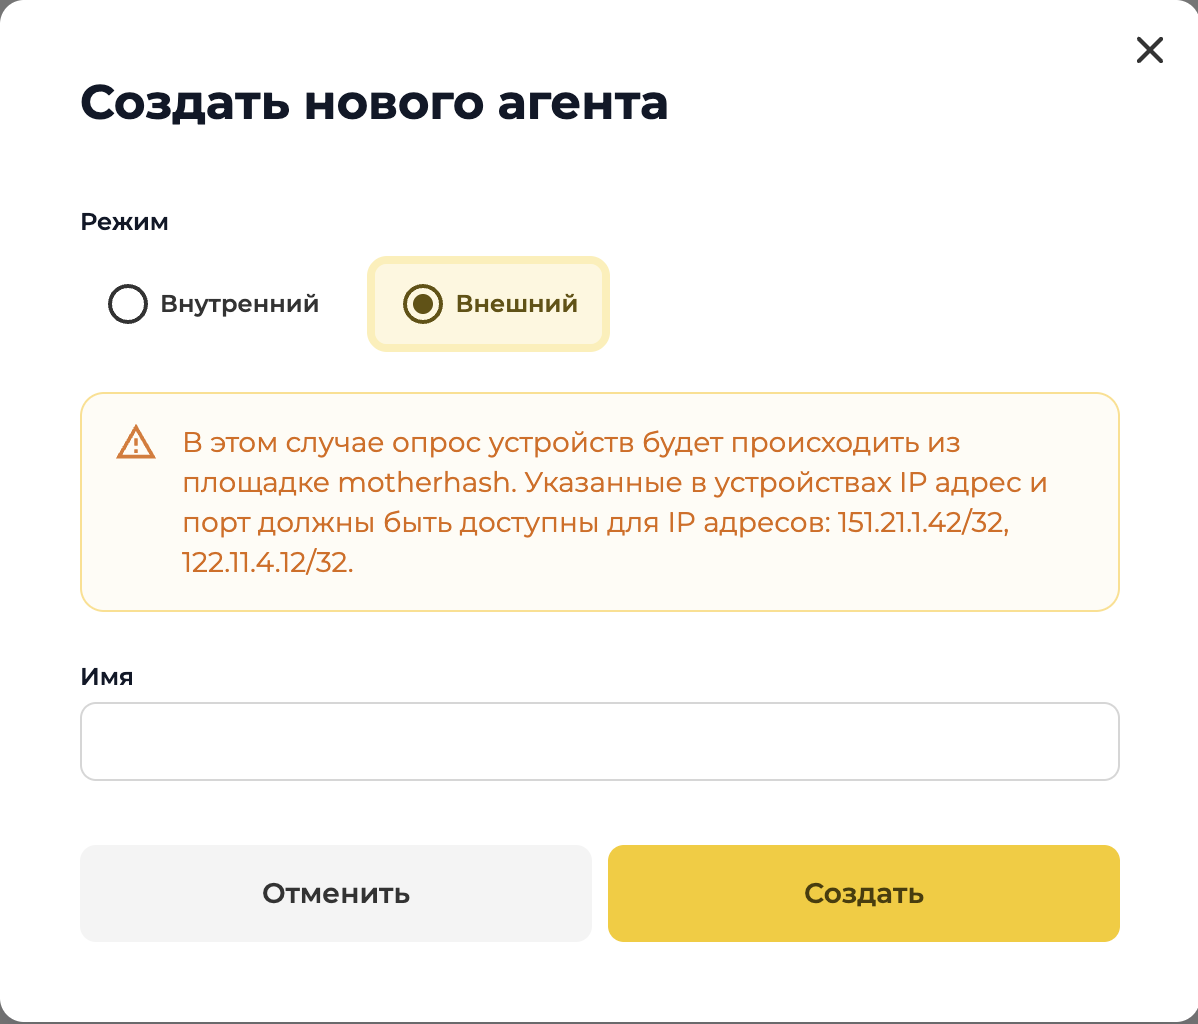 Создать нового агента
Режим
Внутренний
Внешний
В этом случае опрос устройств будет происходить из
площадке motherhash. Указанные в устройствах IP адрес и
порт должны быть доступны для IP адресов: 151.21.1.42/32,
122.11.4.12/32.
Имя
Отменить
Создать